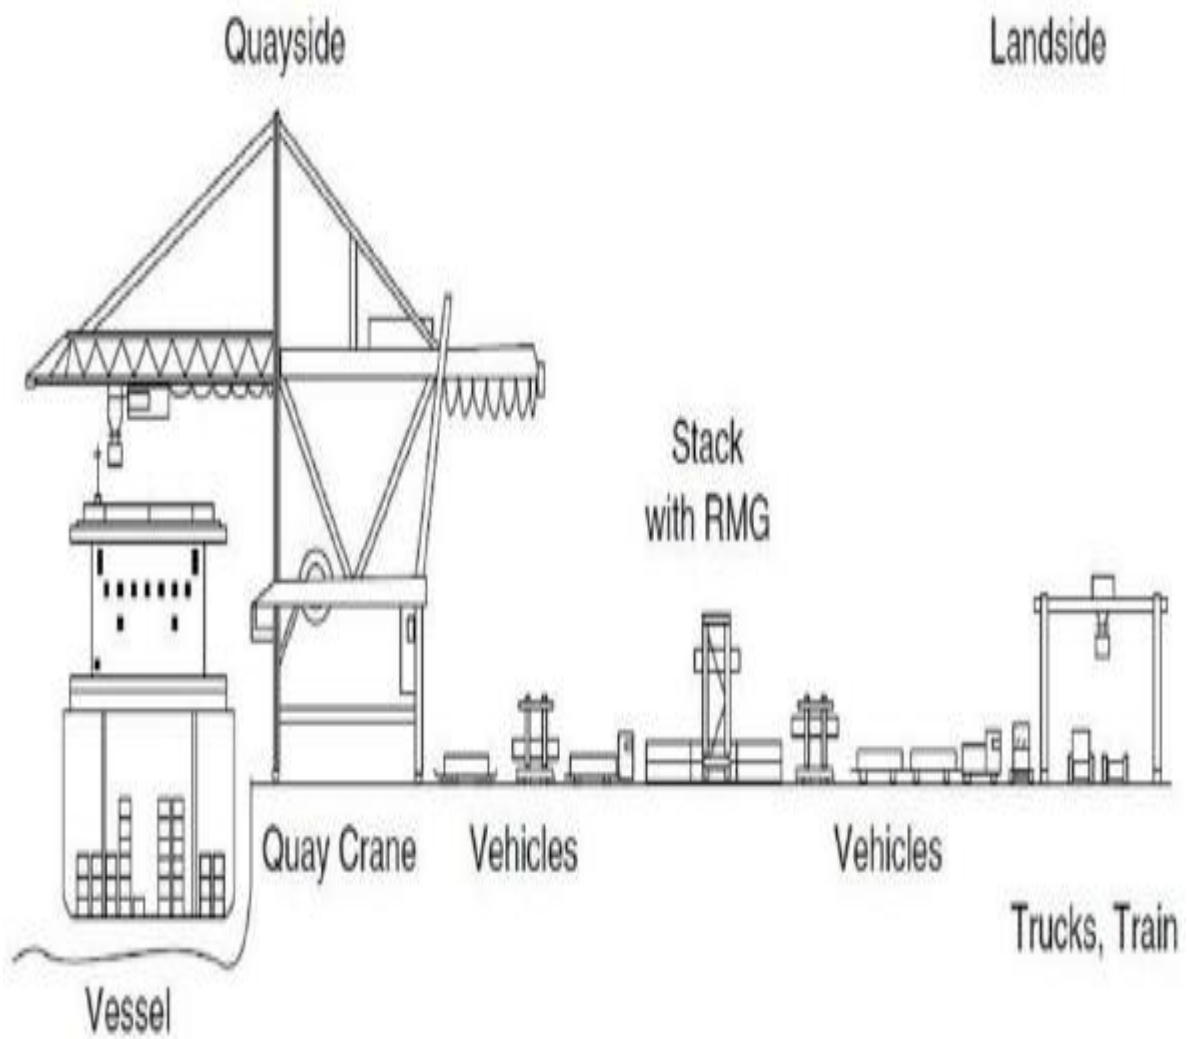 Quayside
Landside
Stack
with RMG
Quay Crane
Vehicles
Vehicles
Trucks, Train
Vessel